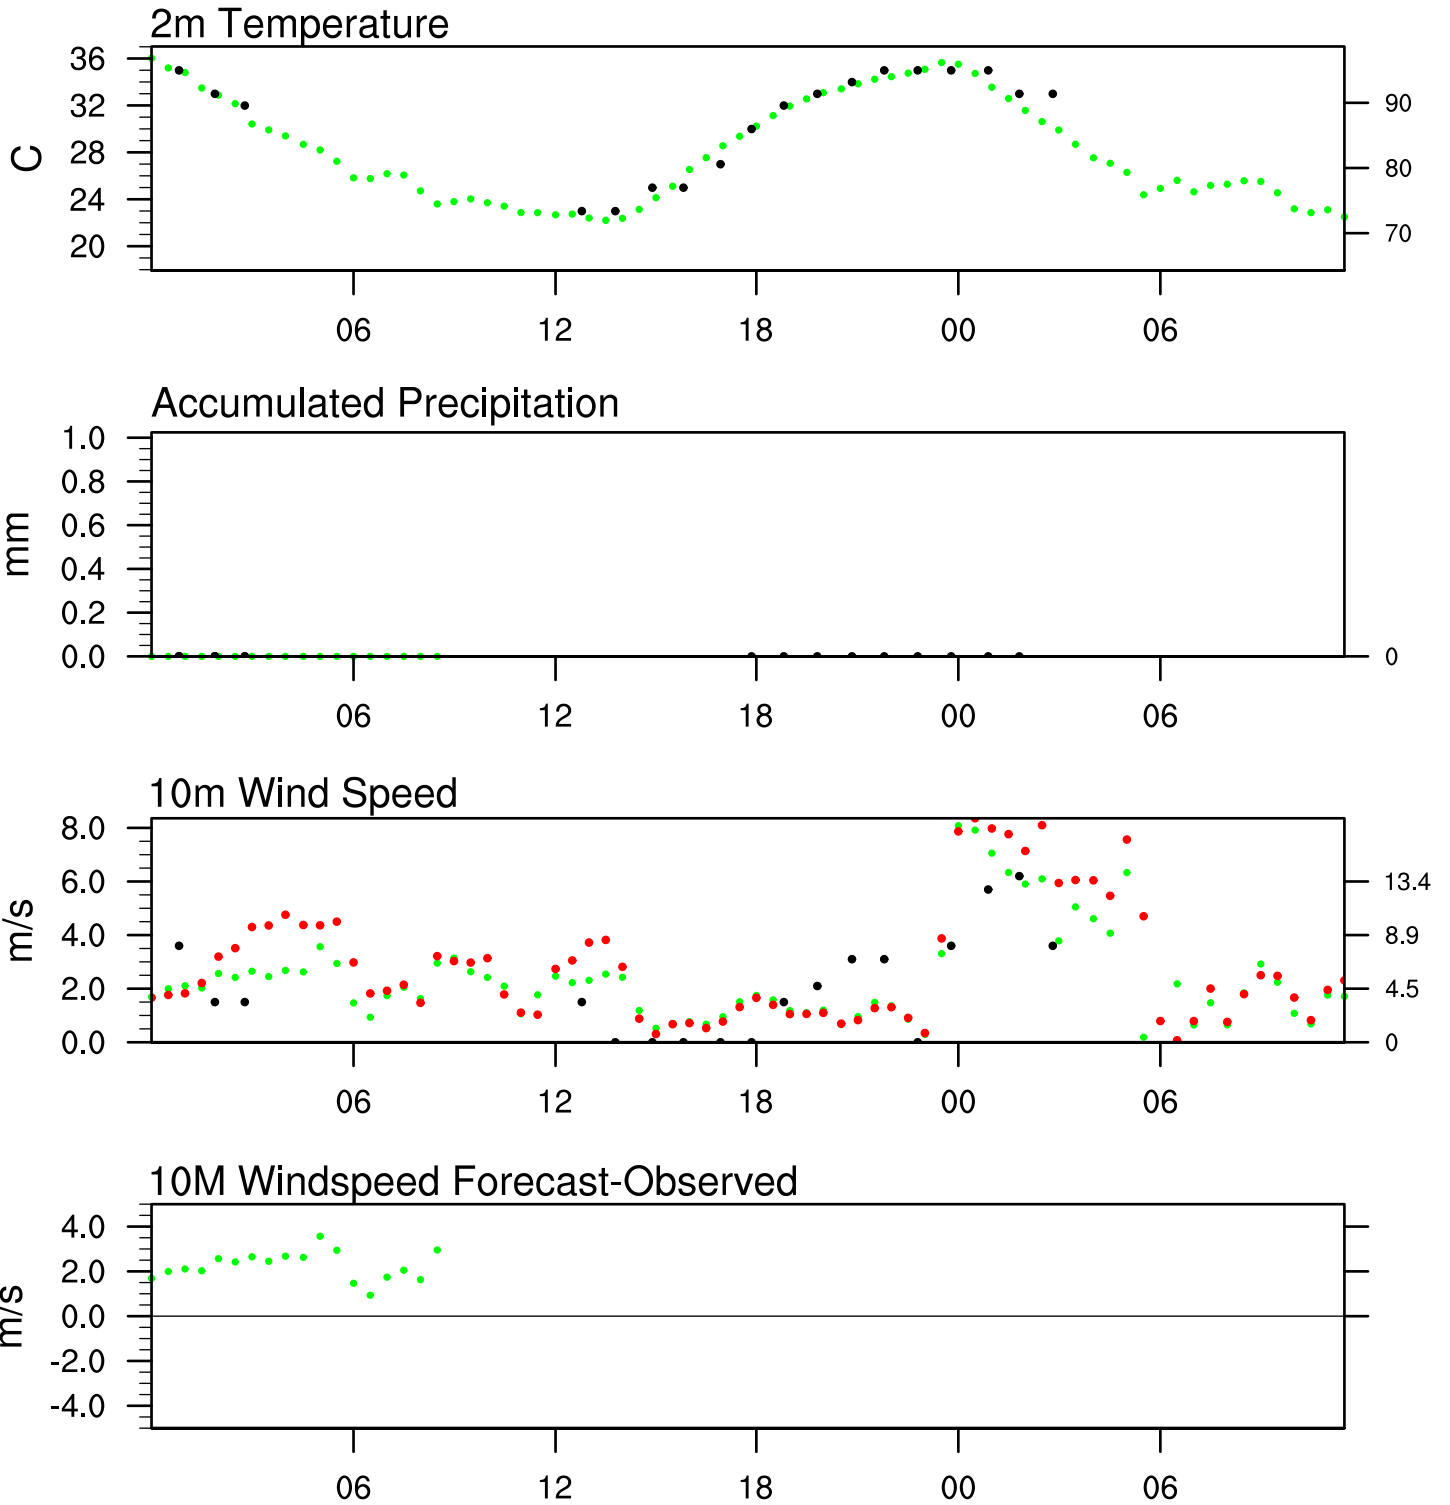 2m Temperature
36
32
28
24
20
C
90
80
70
06 12 18 00 06
Accumulated Precipitation
1.0
0.8
0.6
0.4
0.2
0.0
mm
0
06 12 18 00 06
10m Wind Speed
8.0
6.0
4.0
2.0
0.0
m/s
13.4
8.9
4.5
0
06 12 18 00 06
10M Windspeed Forecast-Observed
4.0
2.0
0.0
-2.0
-4.0
m/s
06 12 18 00 06